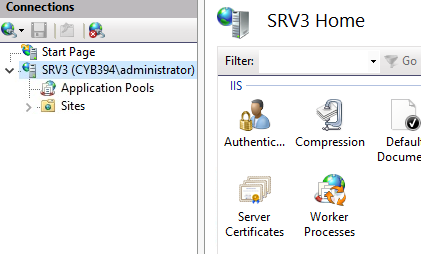 Connections
Start Page
SRV3 (CYB394\administrator)
Application Pools
Sites
SRV3 Home
Filter:
Go
IIS
Authentic...
Compression
Default
Docume
Server
Certificates
Worker
Processes